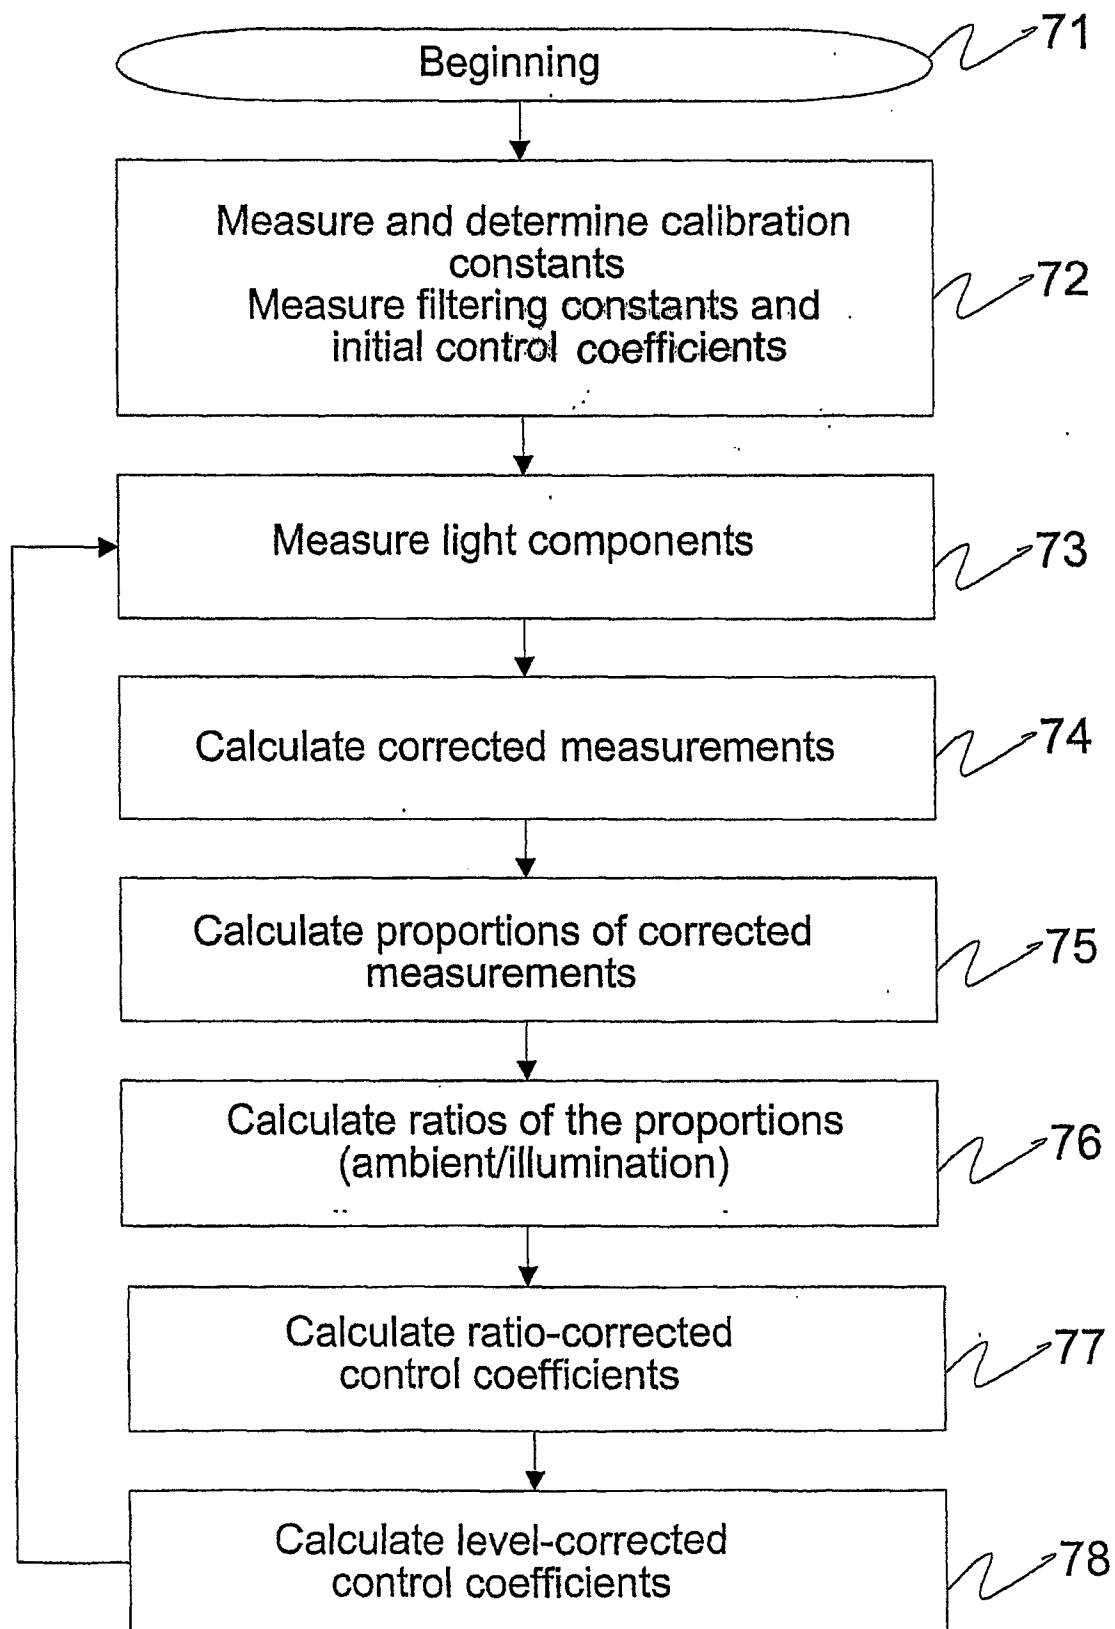 Beginning
71
Measure and determine calibration
constants
Measure filtering constants and
initial control coefficients
72
Measure light components
73
Calculate corrected measurements
74
Calculate proportions of corrected
measurements
75
Calculate ratios of the proportions
(ambient/illumination)
76
Calculate ratio-corrected
control coefficients
77
Calculate level-corrected
control coefficients
78